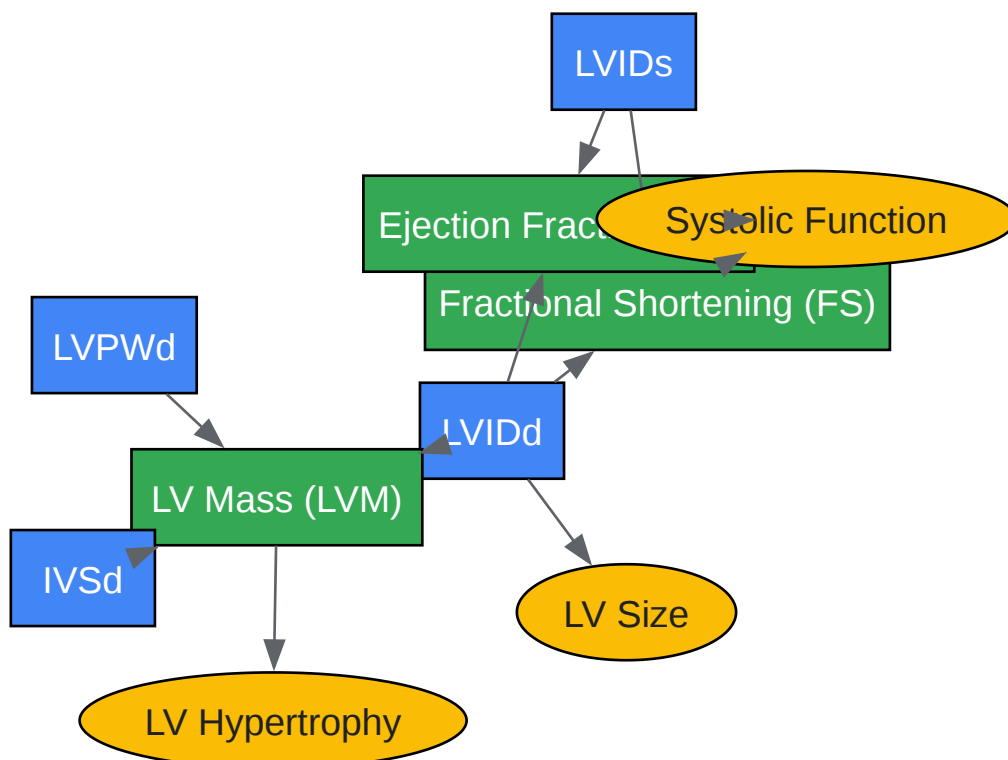 LVIDs
Ejection Fract
Systolic Function
Fractional Shortening (FS)
LVPWd
LVIDd
LV Mass (LVM)
IVSd
LV Size
LV Hypertrophy